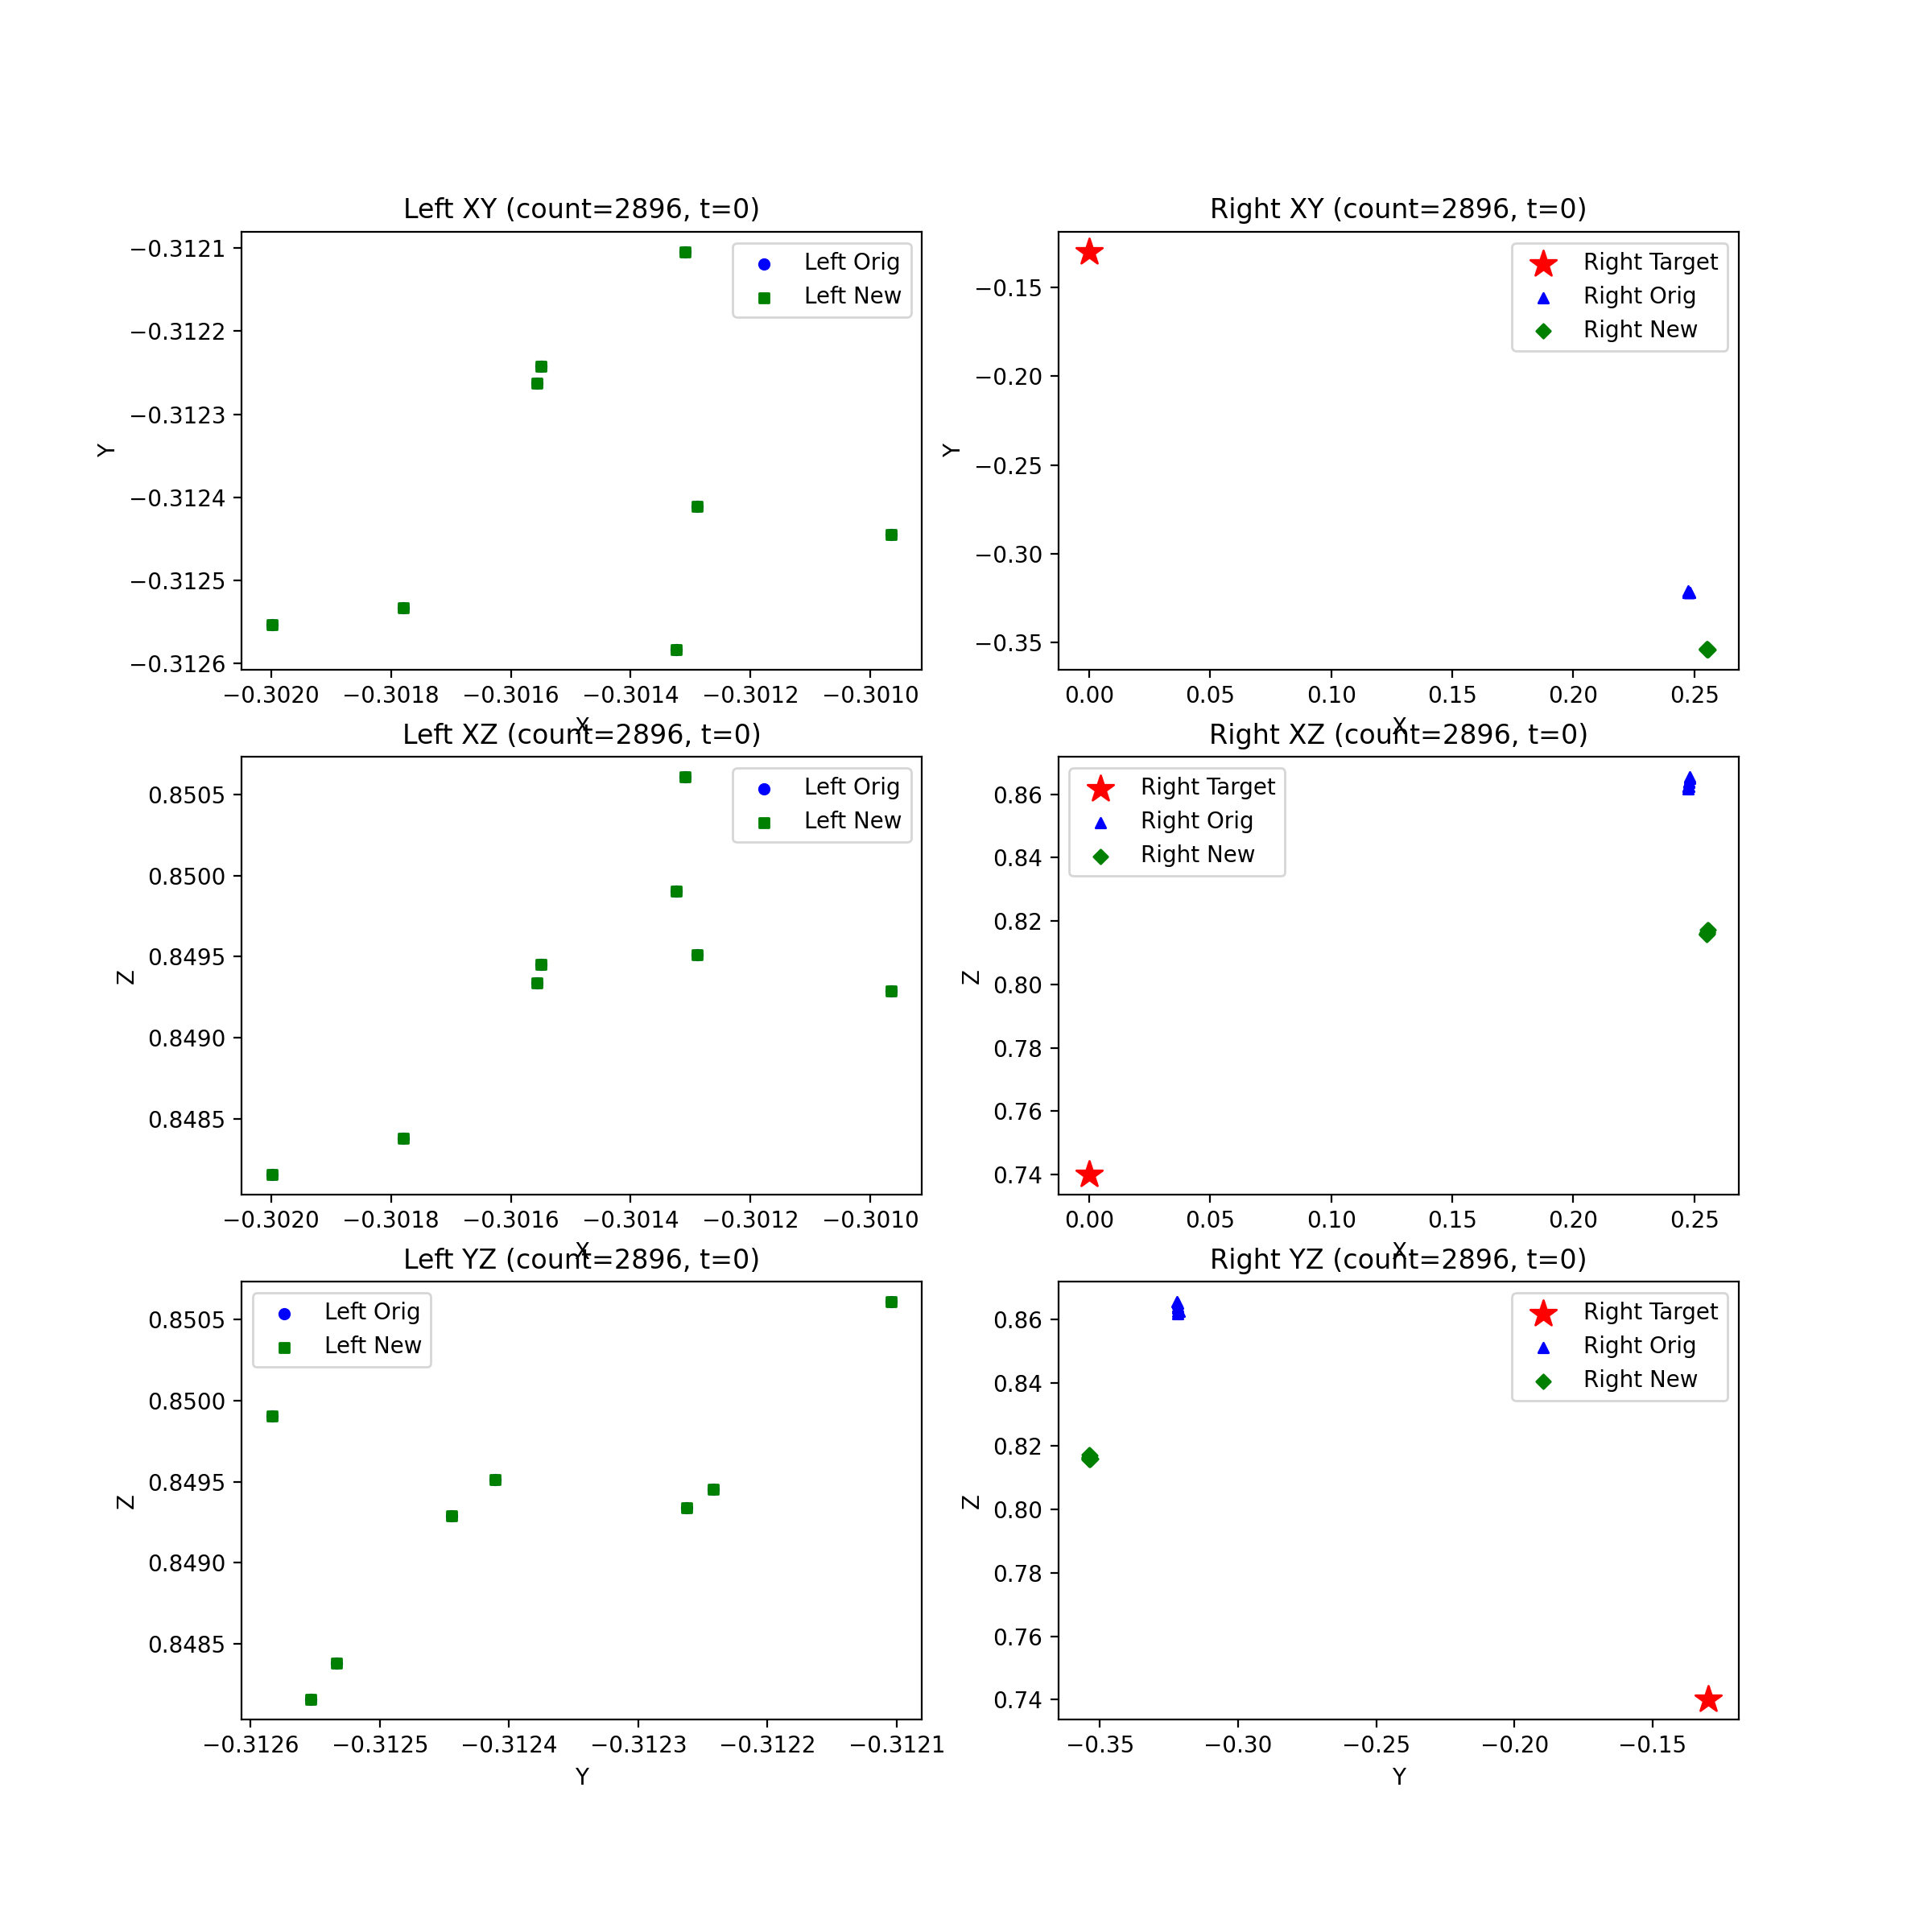 Left XY (count=2896, t=0)
−0.3121
−0.3122
−0.3123
−0.3124
−0.3125
−0.3126
Y
Left Orig
Left New
−0.3020 −0.3018 −0.3016 −0.3014 −0.3012 −0.3010
X
Right XY (count=2896, t=0)
−0.15
−0.20
−0.25
−0.30
−0.35
Y
Right Target
Right Orig
Right New
0.00 0.05 0.10 0.15 0.20 0.25
X
Left XZ (count=2896, t=0)
0.8505
0.8500
0.8495
0.8490
0.8485
Z
Left Orig
Left New
−0.3020 −0.3018 −0.3016 −0.3014 −0.3012 −0.3010
X
Right XZ (count=2896, t=0)
0.86
0.84
0.82
0.80
0.78
0.76
0.74
Z
Right Target
Right Orig
Right New
0.00 0.05 0.10 0.15 0.20 0.25
X
Left YZ (count=2896, t=0)
0.8505
0.8500
0.8495
0.8490
0.8485
Z
Left Orig
Left New
−0.3126 −0.3125 −0.3124 −0.3123 −0.3122 −0.3121
Y
Right YZ (count=2896, t=0)
0.86
0.84
0.82
0.80
0.78
0.76
0.74
Z
Right Target
Right Orig
Right New
−0.35 −0.30 −0.25 −0.20 −0.15
Y